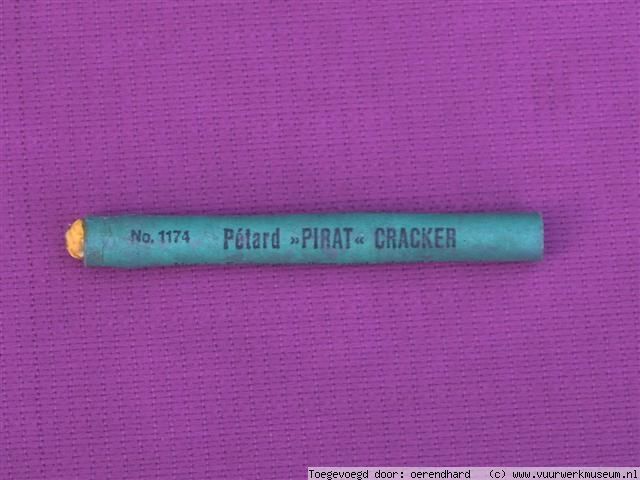 No. 1174 Pétard »PIRAT« CRACKER
Toegevoegd door: oerendhard (c) www.vuurwerkmuseum.nl